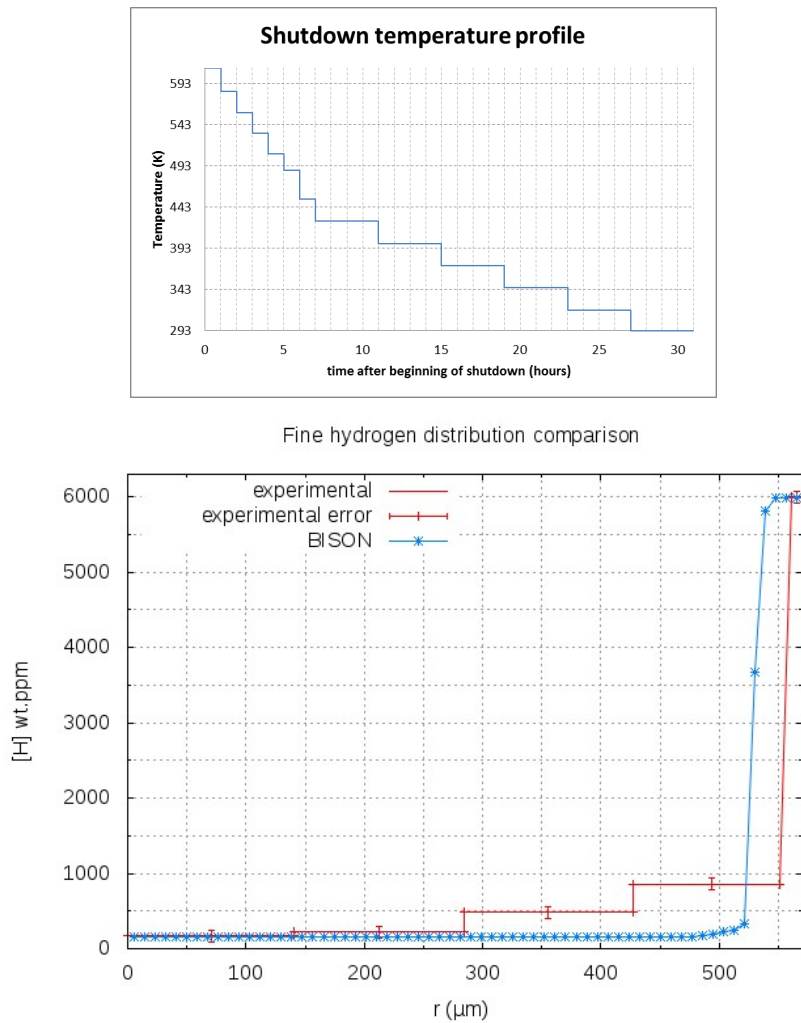 Shutdown temperature profile
Temperature (K)
593
543
493
443
393
343
293
0 5 10 15 20 25 30
time after beginning of shutdown (hours)
Fine hydrogen distribution comparison
[H] wt.ppm
experimental
experimental error
BISON
6000
5000
4000
3000
2000
1000
0
0 100 200 300 400 500
r (µm)